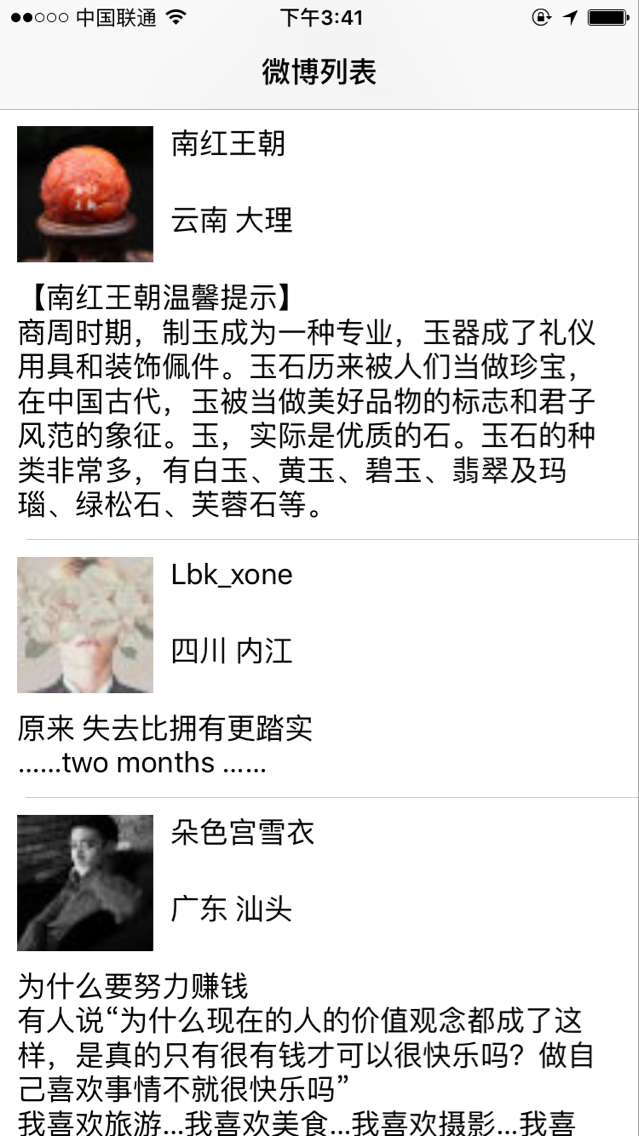 中国联通 下午3:41
微博列表
南红王朝
云南 大理
【南红王朝温馨提示】
商周时期，制玉成为一种专业，玉器成了礼仪
用具和装饰佩件。玉石历来被人们当做珍宝，
在中国古代，玉被当做美好品物的标志和君子
风范的象征。玉，实际是优质的石。玉石的种
类非常多，有白玉、黄玉、碧玉、翡翠及玛
瑙、绿松石、芙蓉石等。
Lbk_xone
四川 内江
原来 失去比拥有更踏实
......two months ......
朵色宫雪衣
广东 汕头
为什么要努力赚钱
有人说“为什么现在的人的价值观念都成了这
样，是真的只有很有钱才可以很快乐吗？做自
己喜欢事情不就很快乐吗”
我喜欢旅游...我喜欢美食...我喜欢摄影...我喜